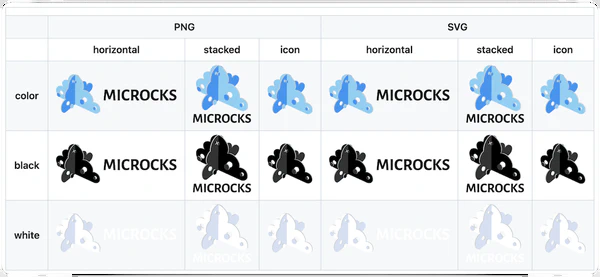 PNG SVG
horizontal stacked icon horizontal stacked icon
color MICROCKS MICROCKS MICROCKS MICROCKS
black MICROCKS MICROCKS MICROCKS MICROCKS
white MICROCKS MICROCKS MICROCKS MICROCKS